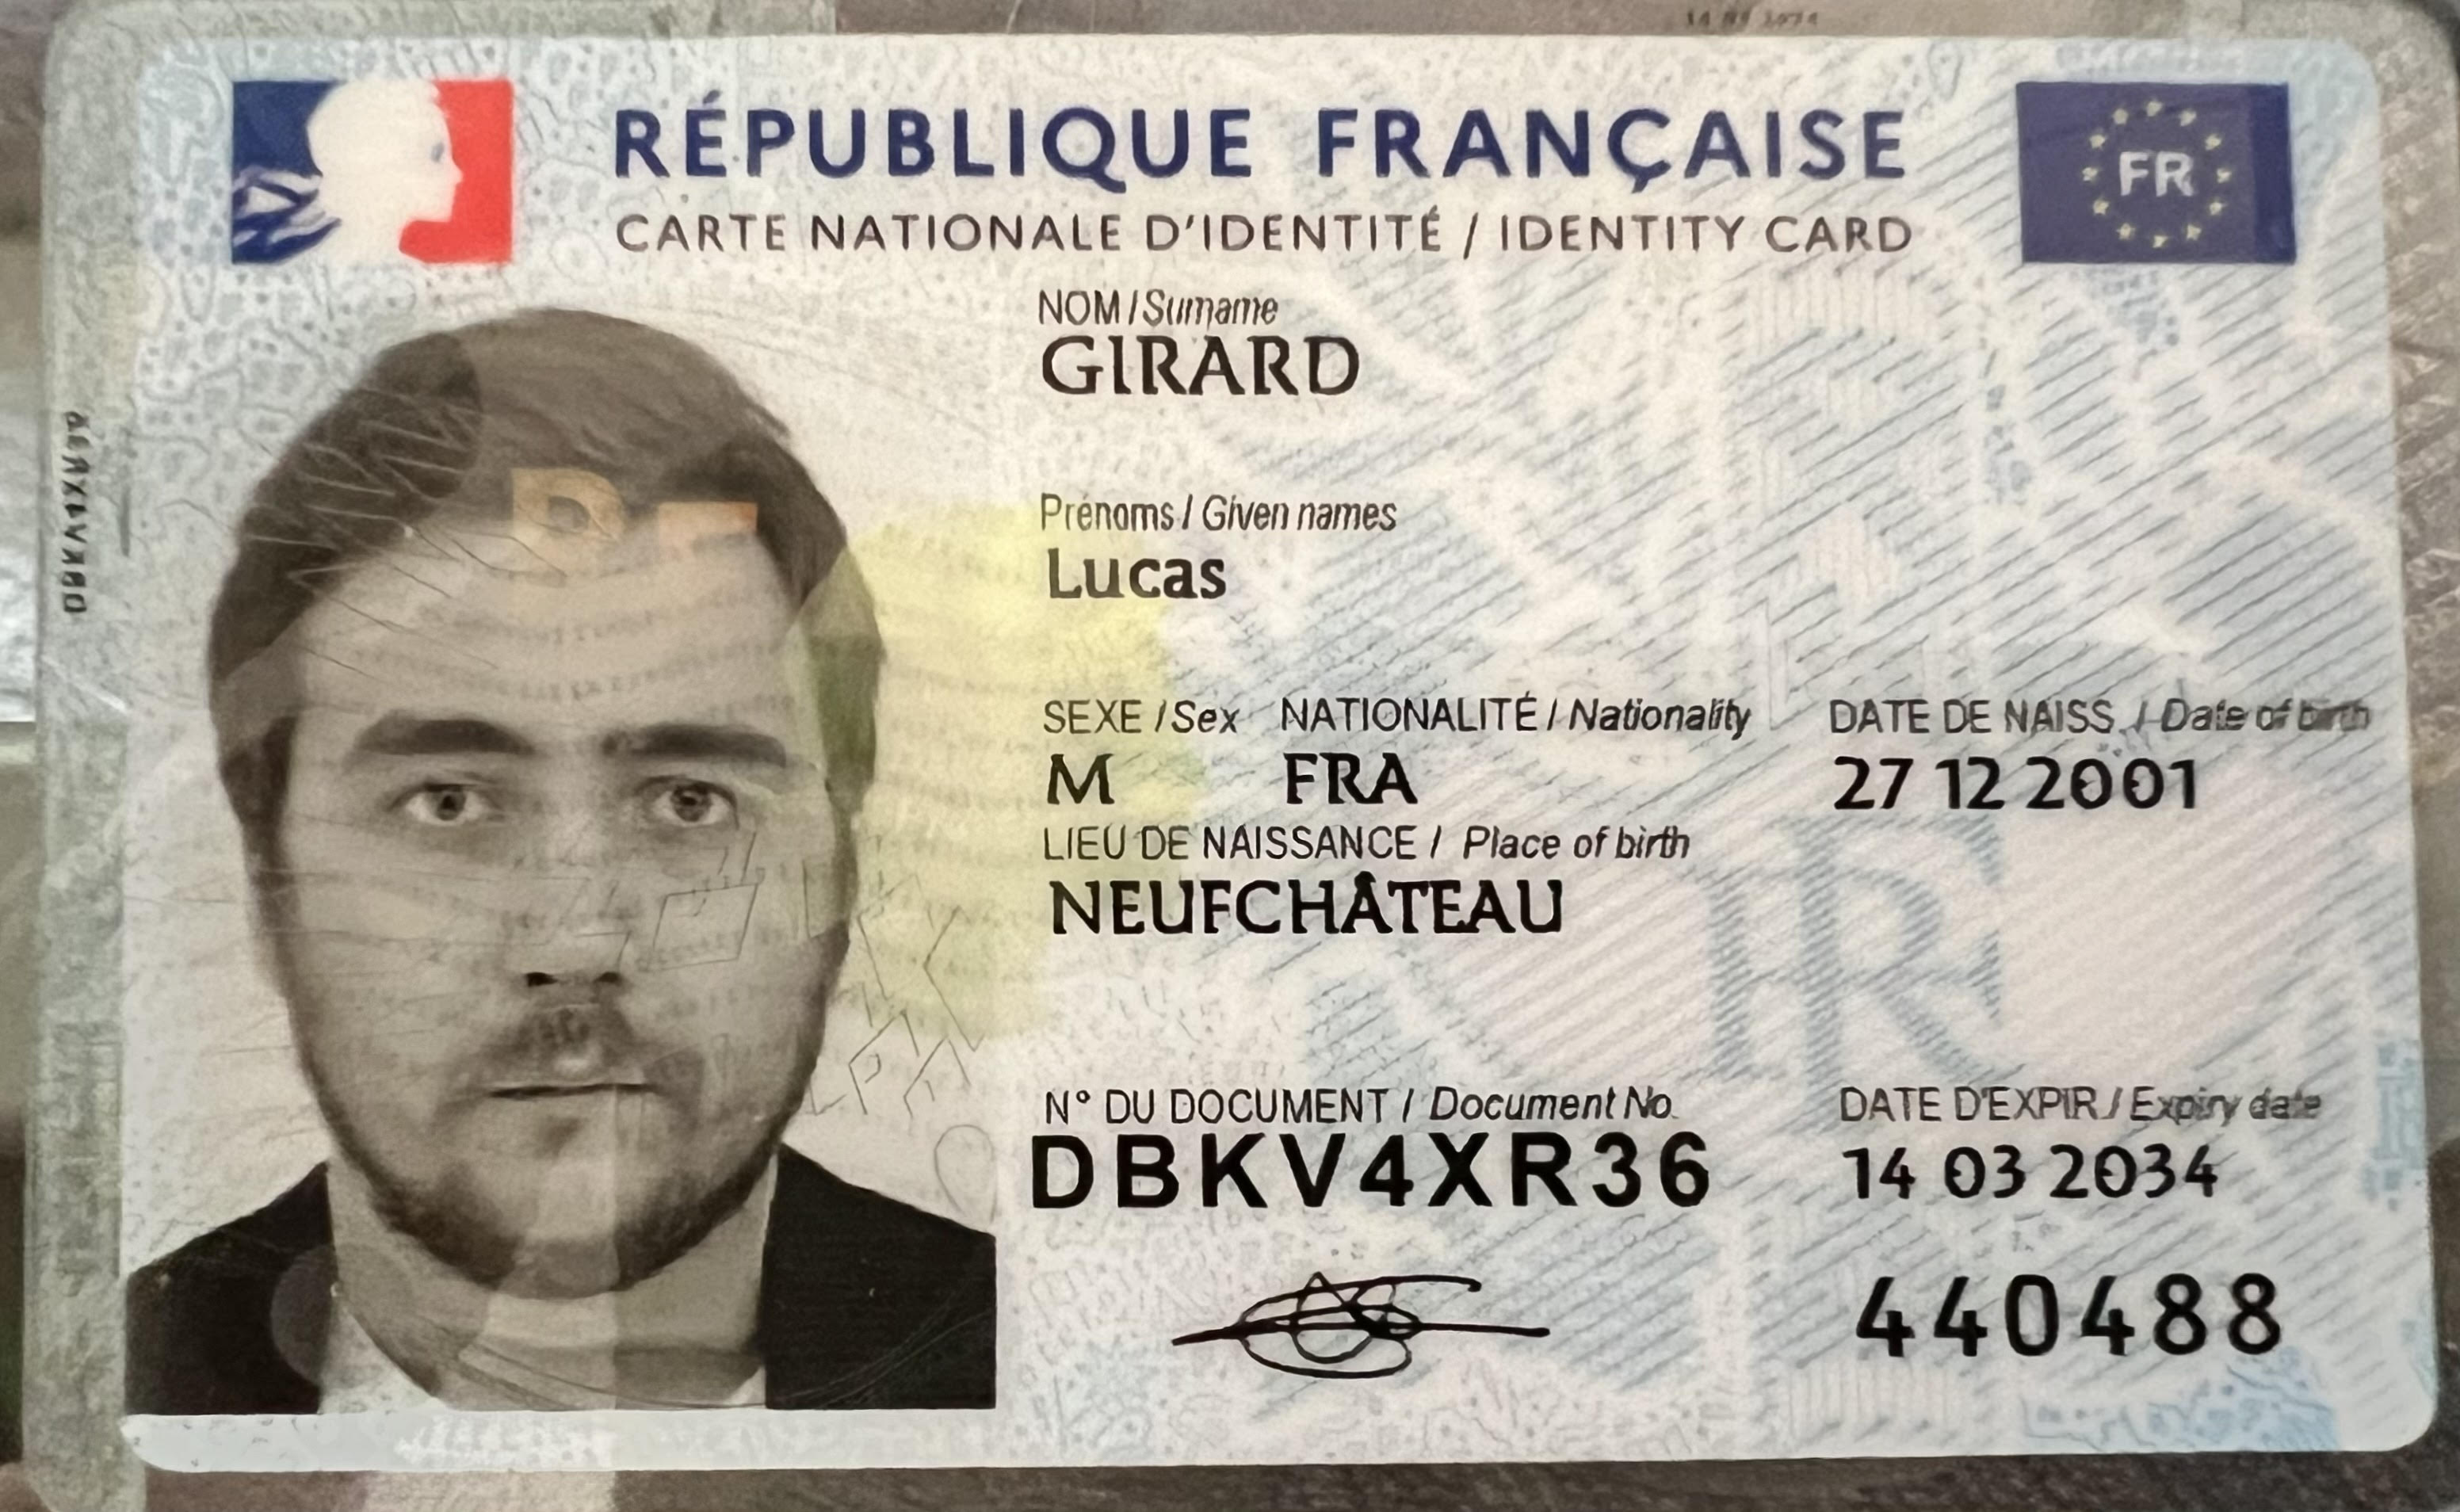 RÉPUBLIQUE FRANÇAISE
FR
CARTE NATIONALE D'IDENTITÉ / IDENTITY CARD
NOM / Surname
GIRARD
Prénoms / Given names
Lucas
SEXE / Sex NATIONALITÉ / Nationality DATE DE NAISS. / Date of birth
M FRA 27 12 2001
LIEU DE NAISSANCE / Place of birth
NEUFCHÂTEAU
N° DU DOCUMENT / Document No. DATE D'EXPIR / Expiry date
DBKV4XR36 14 03 2034
440488